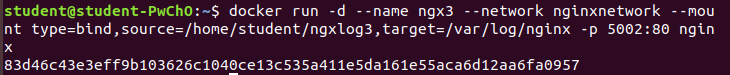 student@student-PwChO:~$ docker run -d --name ngx3 --network nginxnetwork --mou
nt type=bind,source=/home/student/ngxlog3,target=/var/log/nginx -p 5002:80 ngin
x
83d46c43e3eff9b103626c1040ce13c535a411e5da161e55aca6d12aa6fa0957